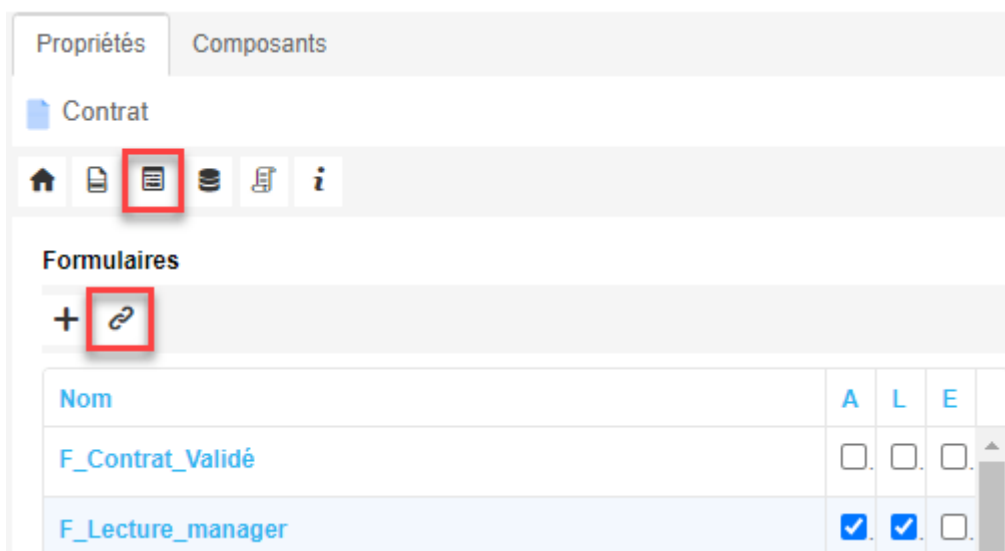 Propriétés Composants
Contrat
Formulaires
Nom A L E
F_Contrat_Validé
F_Lecture_manager